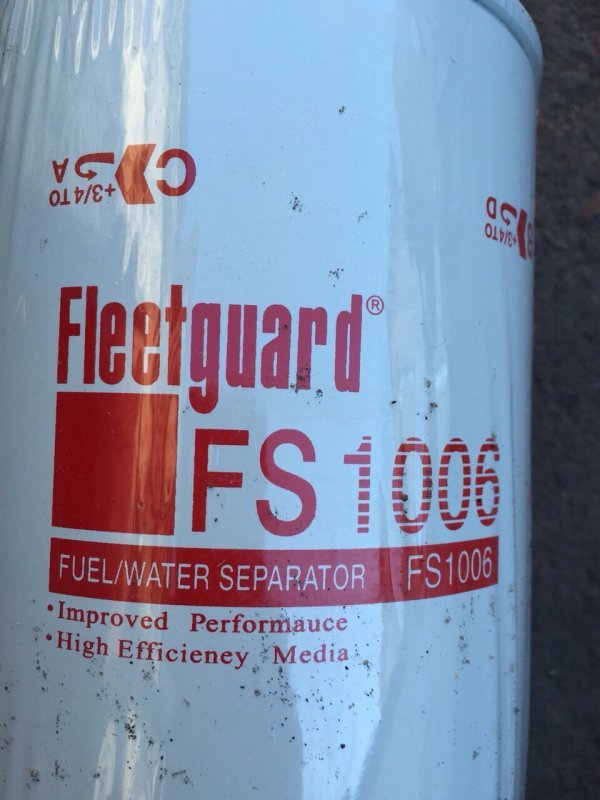 C A
+3/4TO
D
+3/4TO
Fleetguard®
FS 1006
FUEL/WATER SEPARATOR FS1006
•Improved Performauce
•High Efficieney Media